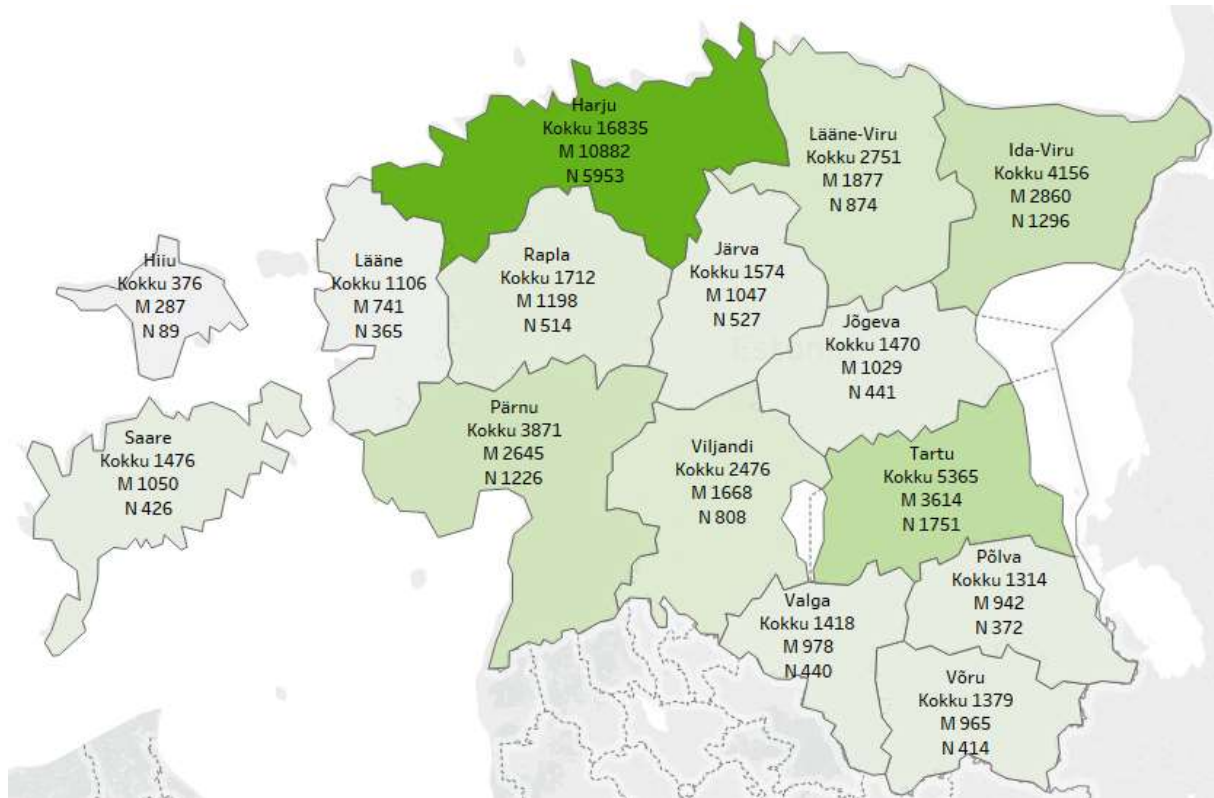 Harju
Kokku 16835
M 10882
N 5953
Lääne-Viru
Kokku 2751
M 1877
N 874
Ida-Viru
Kokku 4156
M 2860
N 1296
Hiiu
Kokku 376
M 287
N 89
Lääne
Kokku 1106
M 741
N 365
Rapla
Kokku 1712
M 1198
N 514
Järva
Kokku 1574
M 1047
N 527
Jõgeva
Kokku 1470
M 1029
N 441
Saare
Kokku 1476
M 1050
N 426
Pärnu
Kokku 3871
M 2645
N 1226
Viljandi
Kokku 2476
M 1668
N 808
Tartu
Kokku 5365
M 3614
N 1751
Põlva
Kokku 1314
M 942
N 372
Valga
Kokku 1418
M 978
N 440
Võru
Kokku 1379
M 965
N 414